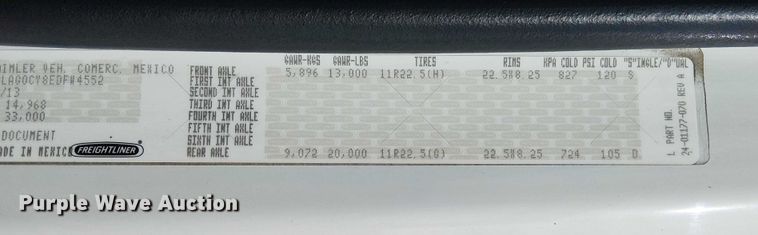 GAWR-KGS GAWR-LBS TIRES RIMS KPA COLD PSI COLD "S"INGLE/"D"UAL
IMLER VEH. COMERC. MEXICO FRONT AXLE 5,896 13,000 11R22.5(H) 22.5X8.25 827 120 S
FIRST INT AXLE
/13 SECOND INT AXLE
14,968 THIRD INT AXLE
33,000 FOURTH INT AXLE
FIFTH INT AXLE
DOCUMENT SIXTH INT AXLE
ADE IN MEXICO FREIGHTLINER REAR AXLE 9,072 20,000 11R22.5(G) 22.5X8.25 724 105 D
L PART NO.
24-01177-070 REV A
Purple Wave Auction